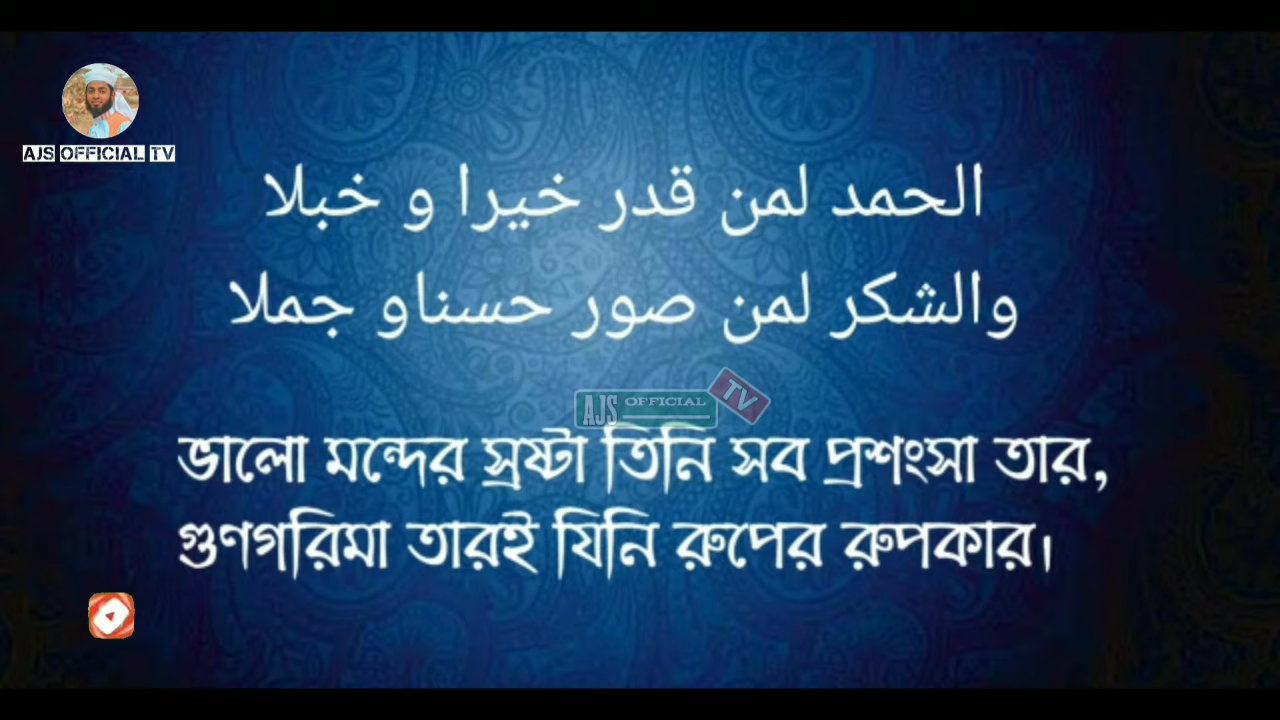 AJS OFFICIAL TV
الحمد لمن قدر خيرا و خبلا
والشكر لمن صور حسناو جملا
AJS OFFICIAL TV
ভালো মন্দের স্রষ্টা তিনি সব প্রশংসা তার,
গুণগরিমা তারই যিনি রুপের রুপকার।